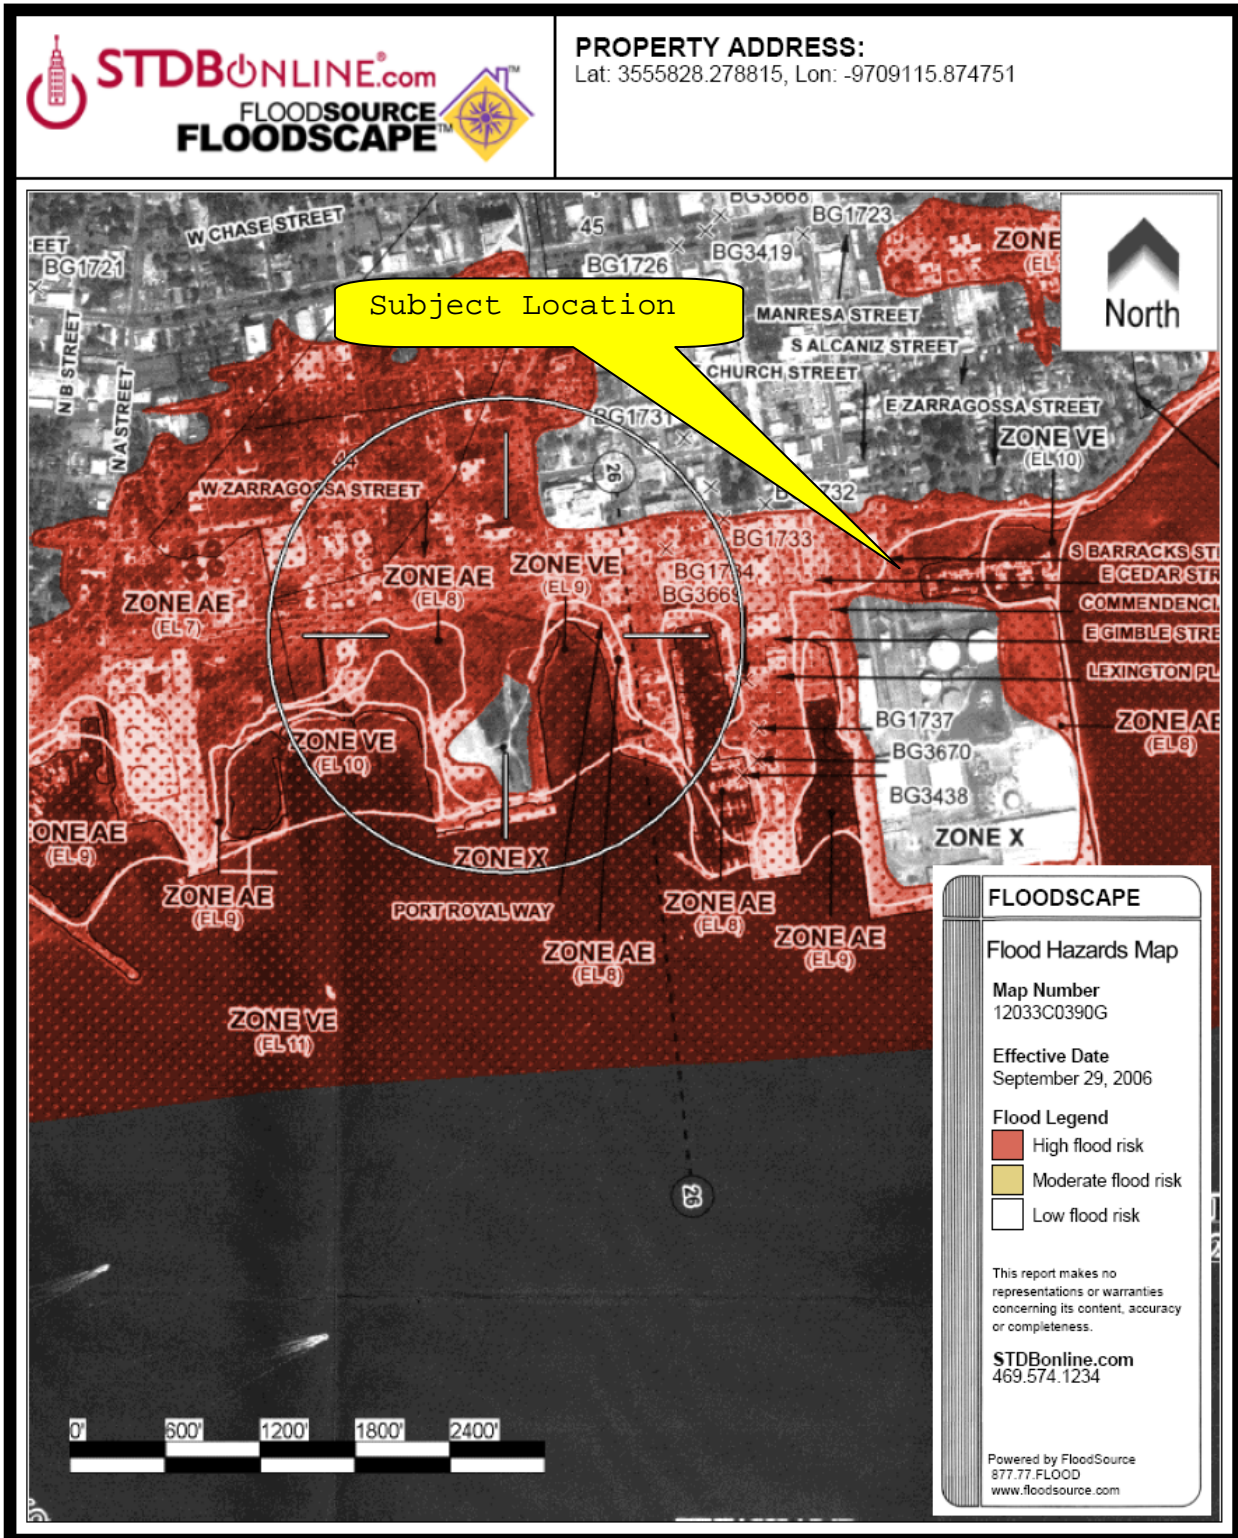 STDBONLINE®.com
FLOODSOURCE
FLOODSCAPE™
PROPERTY ADDRESS:
Lat: 3555828.278815, Lon: -9709115.874751
W CHASE STREET
BG3668
BG1723
45
BG3419
BG1726
EET
BG1721
ZONE
(EL
North
Subject Location
MANRESA STREET
S ALCANIZ STREET
CHURCH STREET
N B STREET
N A STREET
E ZARRAGOSSA STREET
BG1731
ZONE VE
(EL 10)
44
26
W ZARRAGOSSA STREET
732
BG1733
S BARRACKS ST
ZONE VE
(EL 9)
ZONE AE
(EL 8)
BG1734
E CEDAR STR
BG3669
COMMENDENCI
ZONE AE
(EL 7)
E GIMBLE STRE
LEXINGTON PL
BG1737
ZONE AE
(EL 8)
ZONE VE
(EL 10)
BG3670
BG3438
ZONE AE
(EL 9)
ZONE X
ZONE X
ZONE AE
(EL 9)
PORT ROYAL WAY
ZONE AE
(EL 8)
ZONE AE
(EL 9)
ZONE AE
(EL 8)
ZONE VE
(EL 11)
26
FLOODSCAPE
Flood Hazards Map
Map Number
12033C0390G
Effective Date
September 29, 2006
Flood Legend
High flood risk
Moderate flood risk
Low flood risk
This report makes no
representations or warranties
concerning its content, accuracy
or completeness.
STDBonline.com
469.574.1234
Powered by FloodSource
877.77.FLOOD
www.floodsource.com
0' 600' 1200' 1800' 2400'